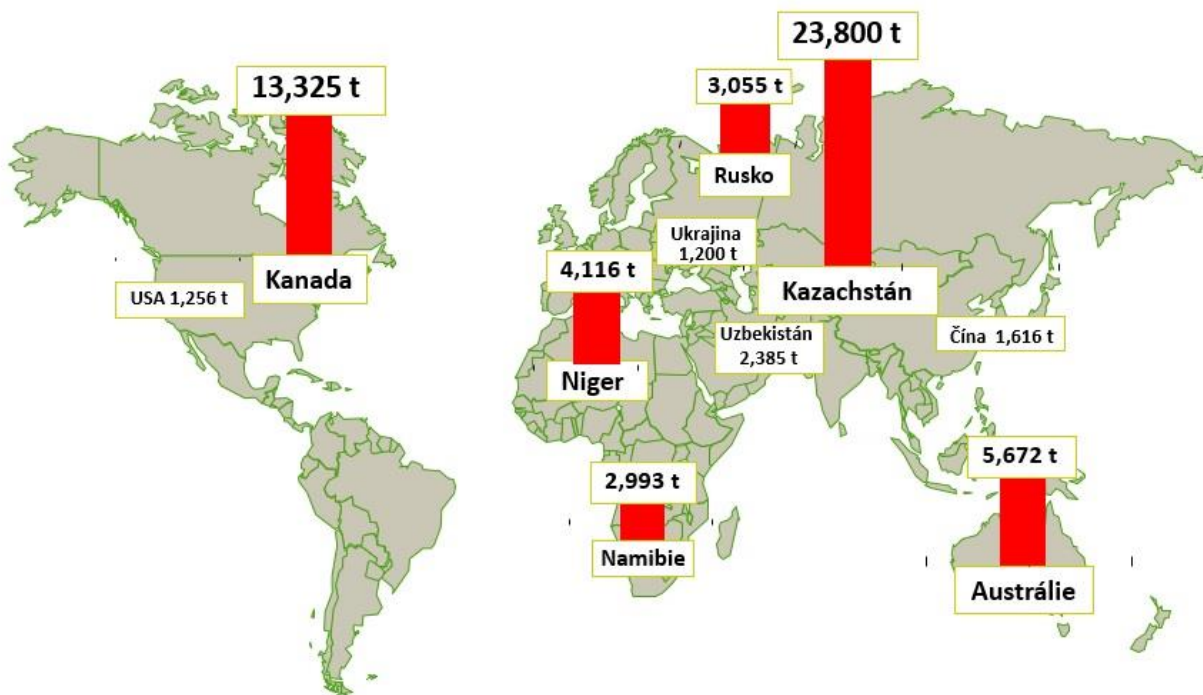 13,325 t
Kanada
USA 1,256 t
23,800 t
Kazachstán
3,055 t
Rusko
Ukrajina
1,200 t
4,116 t
Niger
Uzbekistán
2,385 t
Čína 1,616 t
2,993 t
Namibie
5,672 t
Austrálie